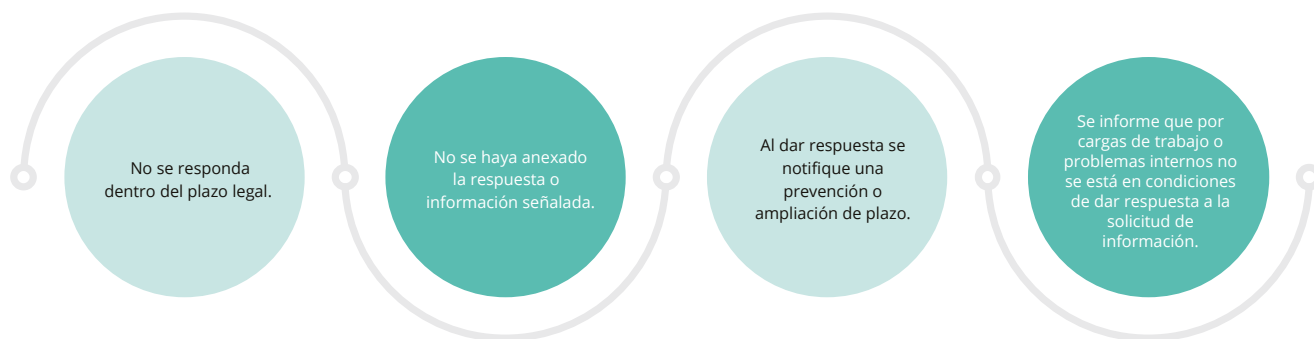 No se responda
dentro del plazo legal.
No se haya anexado
la respuesta o
información señalada.
Al dar respuesta se
notifique una
prevención o
ampliación de plazo.
Se informe que por
cargas de trabajo o
problemas internos no
se está en condiciones
de dar respuesta a la
solicitud de
información.